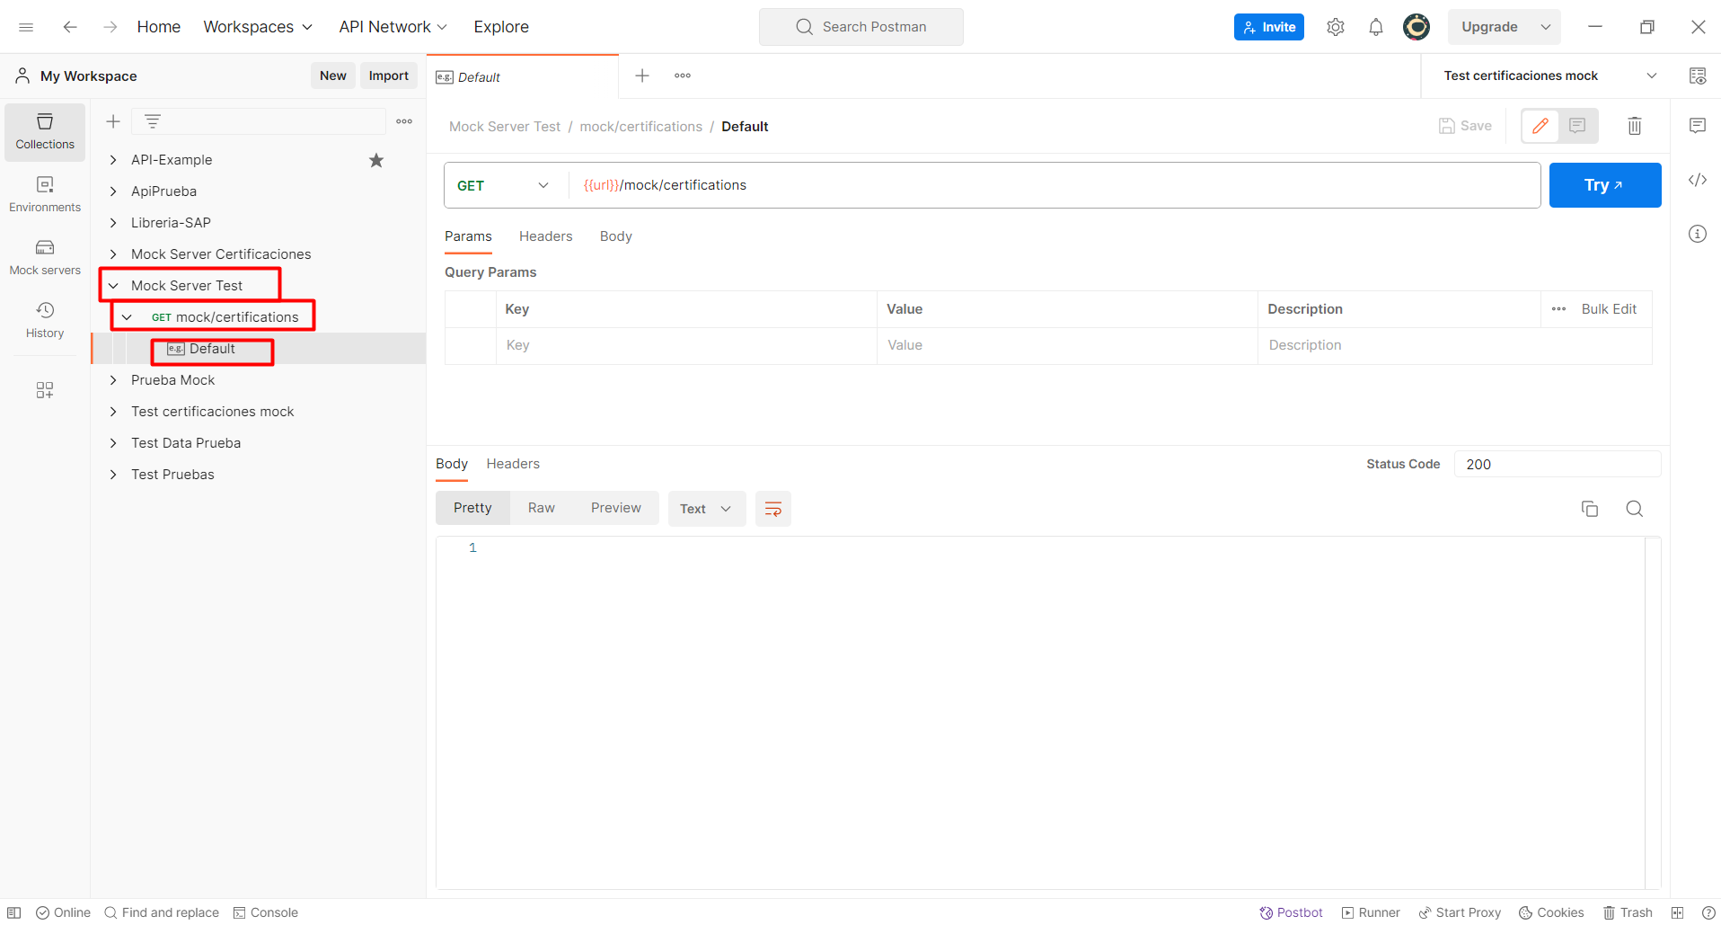 Home Workspaces API Network Explore Search Postman Invite Upgrade
My Workspace New Import e.g. Default Test certificaciones mock
Collections
Environments
Mock servers
History
API-Example
ApiPrueba
Libreria-SAP
Mock Server Certificaciones
Mock Server Test
GET mock/certifications
e.g. Default
Prueba Mock
Test certificaciones mock
Test Data Prueba
Test Pruebas
Mock Server Test / mock/certifications / Default Save
GET {{url}}/mock/certifications Try
Params Headers Body
Query Params
Key Value Description Bulk Edit
Key Value Description
Body Headers Status Code 200
Pretty Raw Preview Text
1
Online Find and replace Console Postbot Runner Start Proxy Cookies Trash